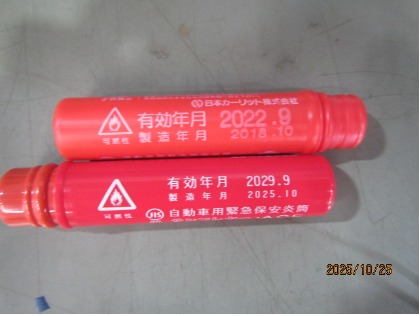 日本カーリット株式会社
有効年月 2022.9
製造年月 2018.10
可燃性
有効年月 2029.9
製造年月 2025.10
可燃性
JIS 自動車用緊急保安炎筒
2025/10/25